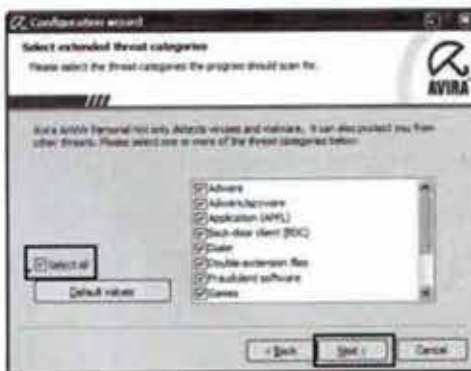 Configuration wizard
Select extended threat categories
Please select the threat categories the program should scan for.
AVIRA
Avira AntiVir Personal not only detects viruses and malware, it can also protect you from
other threats. Please select one or more of the threat categories below:
Adware
Adware/Spyware
Application (APPL)
Back-door client (BDC)
Dialer
Double-extension files
Fraudulent software
Games
Select all
Default values
< Back
Next >
Cancel